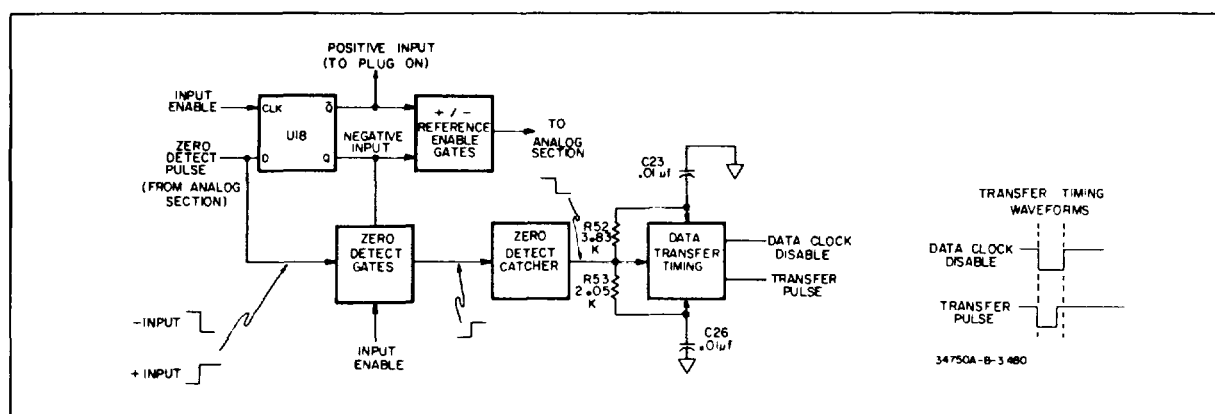 POSITIVE INPUT
(TO PLUG ON)
INPUT
ENABLE
CLK
Q̅
U18
D
Q
ZERO
DETECT
PULSE
(FROM ANALOG
SECTION)
NEGATIVE
INPUT
+ / -
REFERENCE
ENABLE
GATES
TO
ANALOG
SECTION
ZERO
DETECT
GATES
INPUT
ENABLE
-INPUT
+INPUT
ZERO
DETECT
CATCHER
C23
.01µf
R52
3.83
K
R53
2.05
K
DATA
TRANSFER
TIMING
C26
.01µf
DATA CLOCK
DISABLE
TRANSFER
PULSE
TRANSFER TIMING
WAVEFORMS
DATA CLOCK
DISABLE
TRANSFER
PULSE
34750A-B-3480